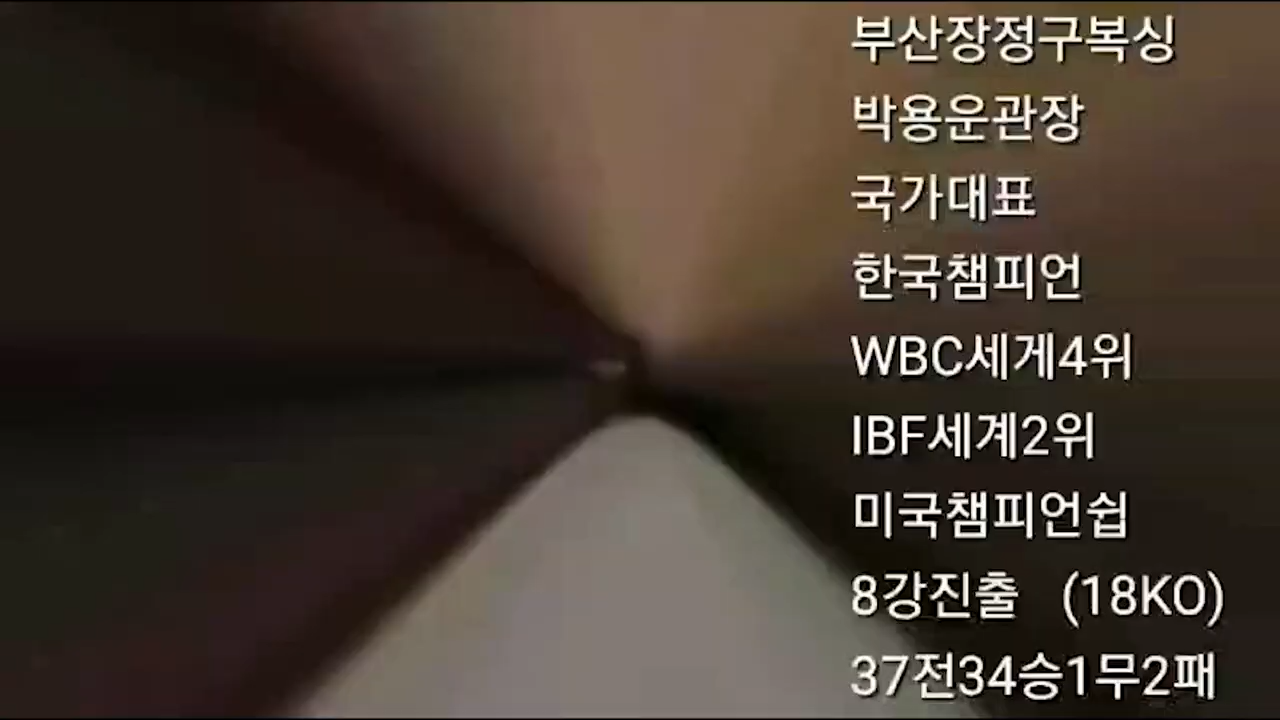 부산장정구복싱
박용운관장
국가대표
한국챔피언
WBC세게4위
IBF세계2위
미국챔피언쉽
8강진출 (18KO)
37전34승1무2패